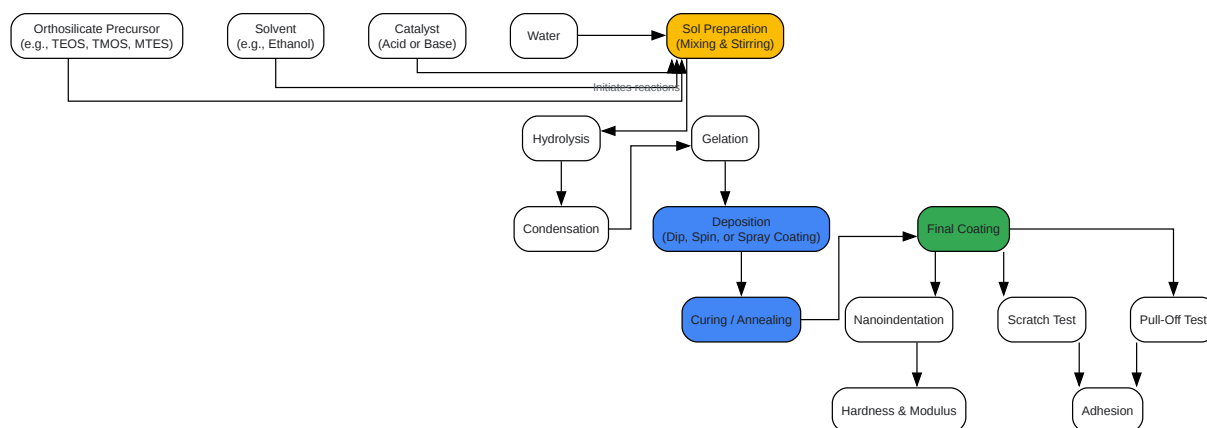 Orthosilicate Precursor
(e.g., TEOS, TMOS, MTES)
Solvent
(e.g., Ethanol)
Catalyst
(Acid or Base)
Water
Sol Preparation
(Mixing & Stirring)
Initiates reactions
Hydrolysis
Gelation
Condensation
Deposition
(Dip, Spin, or Spray Coating)
Final Coating
Curing / Annealing
Nanoindentation
Scratch Test
Pull-Off Test
Hardness & Modulus
Adhesion